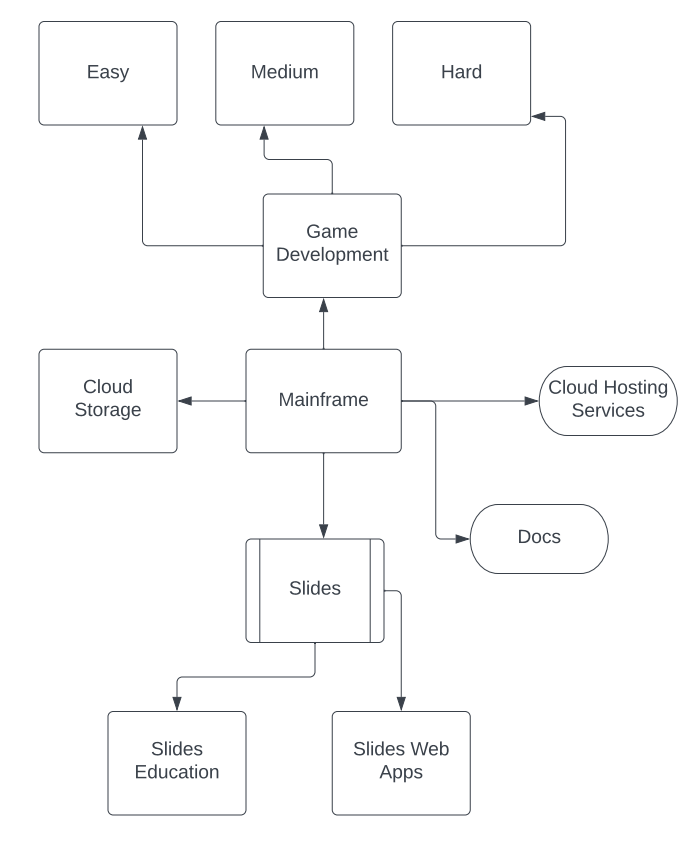 Easy
Medium
Hard
Game
Development
Cloud
Storage
Mainframe
Cloud Hosting
Services
Docs
Slides
Slides
Education
Slides Web
Apps